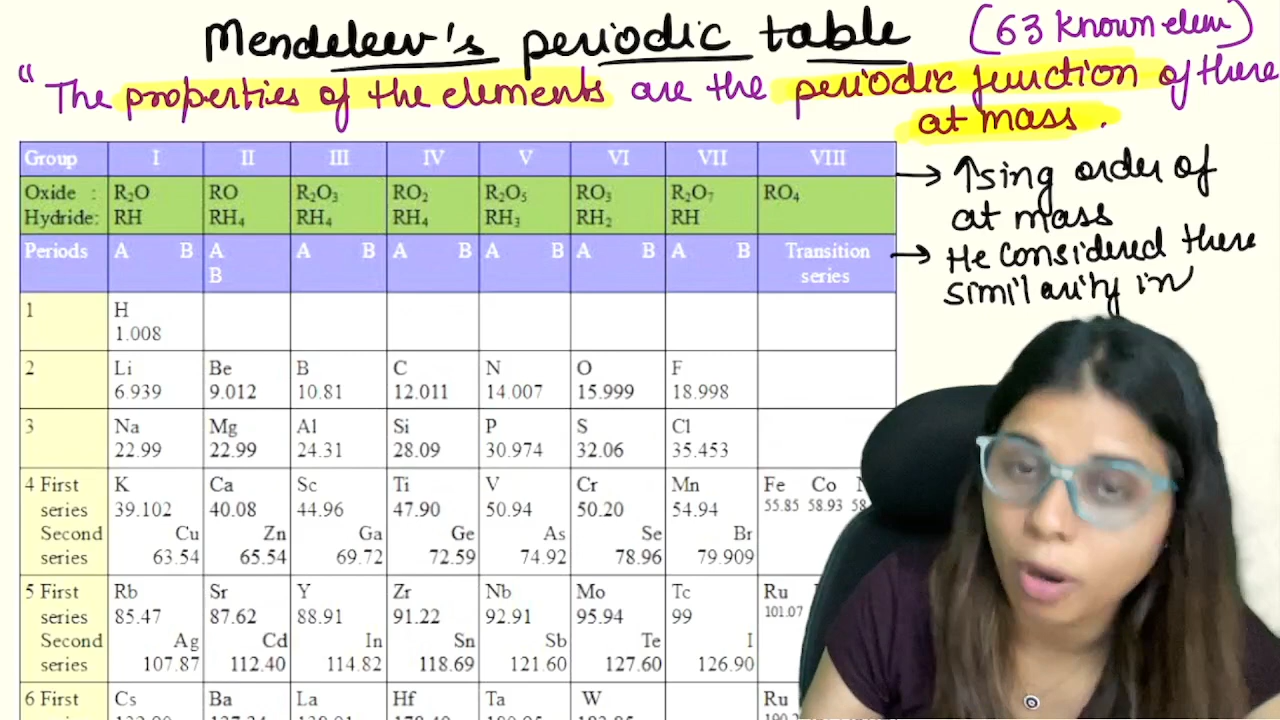 Mendeleev's periodic table (63 known elem)
"The properties of the elements are the periodic function of there
at mass.
Group I II III IV V VI VII VIII
Oxide : R₂O RO R₂O₃ RO₂ R₂O₅ RO₃ R₂O₇ RO₄
Hydride: RH RH₄ RH₄ RH₄ RH₃ RH₂ RH
Periods A B A B A B A B A B A B A B Transition series
1 H
1.008
2 Li Be B C N O F
6.939 9.012 10.81 12.011 14.007 15.999 18.998
3 Na Mg Al Si P S Cl
22.99 22.99 24.31 28.09 30.974 32.06 35.453
4 First K Ca Sc Ti V Cr Mn Fe Co
series 39.102 40.08 44.96 47.90 50.94 50.20 54.94 55.85 58.93 58
Second Cu Zn Ga Ge As Se Br
series 63.54 65.54 69.72 72.59 74.92 78.96 79.909
5 First Rb Sr Y Zr Nb Mo Tc Ru
series 85.47 87.62 88.91 91.22 92.91 95.94 99 101.07
Second Ag Cd In Sn Sb Te I
series 107.87 112.40 114.82 118.69 121.60 127.60 126.90
6 First Cs Ba La Hf Ta W Ru
→ ↑sing order of
at mass
→ He considered there
similarity in